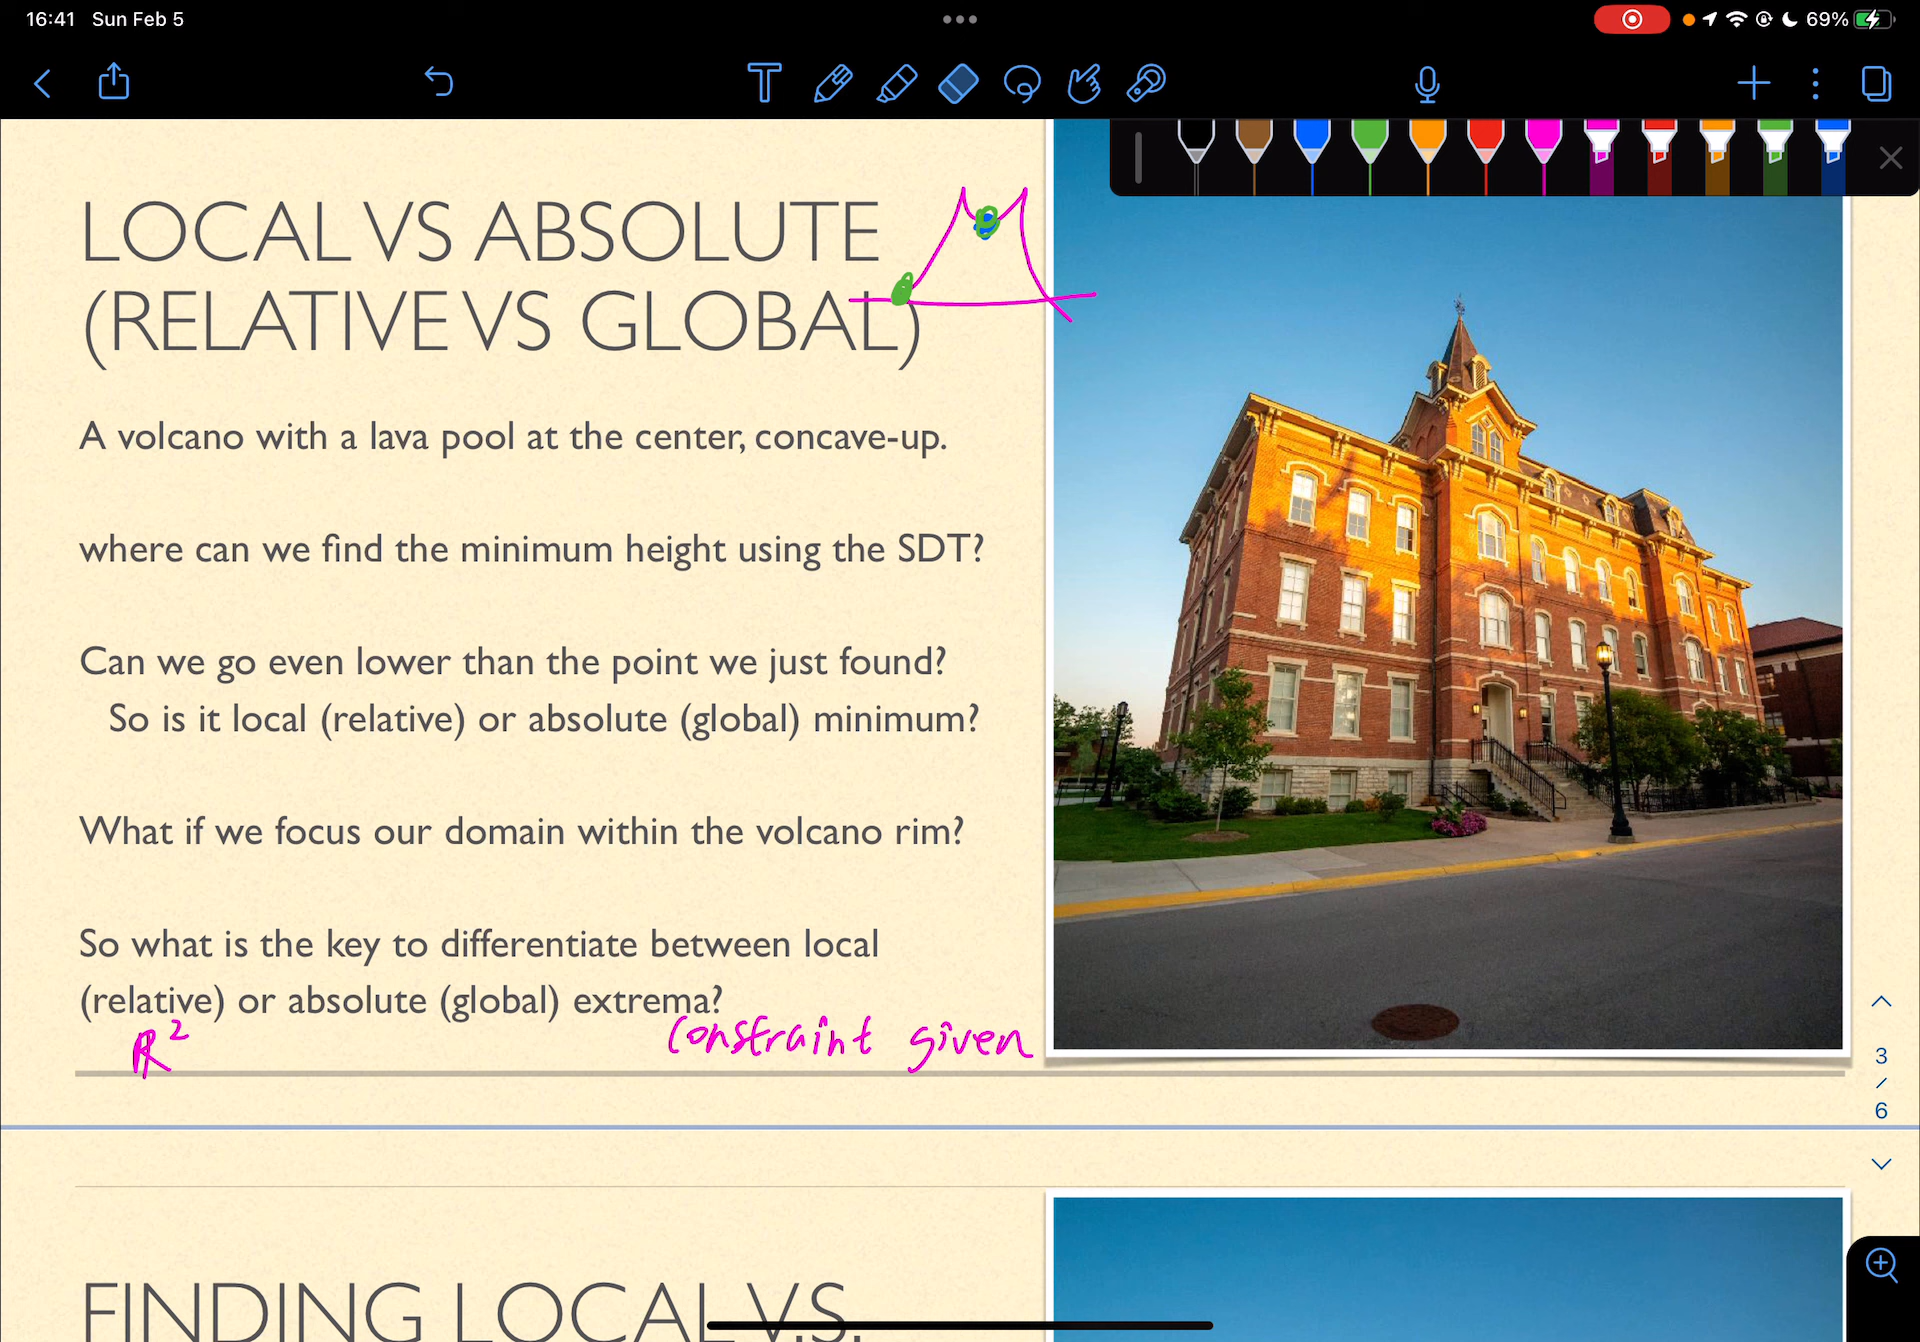 16:41 Sun Feb 5
69%
LOCAL VS ABSOLUTE
(RELATIVE VS GLOBAL)
A volcano with a lava pool at the center, concave-up.
where can we find the minimum height using the SDT?
Can we go even lower than the point we just found?
So is it local (relative) or absolute (global) minimum?
What if we focus our domain within the volcano rim?
So what is the key to differentiate between local
(relative) or absolute (global) extrema?
ℝ² constraint given
3
/
6
FINDING LOCAL V.S.